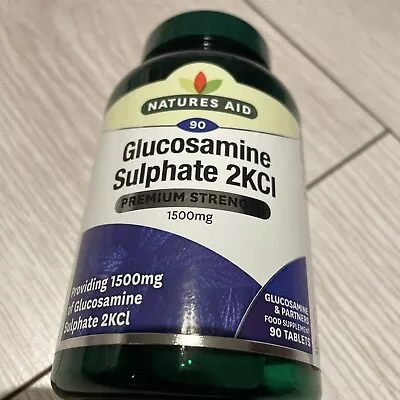 NATURES AID
90
Glucosamine
Sulphate 2KCl
PREMIUM STRENGTH
1500mg
Providing 1500mg
of Glucosamine
Sulphate 2KCl
GLUCOSAMINE
& PARTNERS
FOOD SUPPLEMENT
90 TABLETS